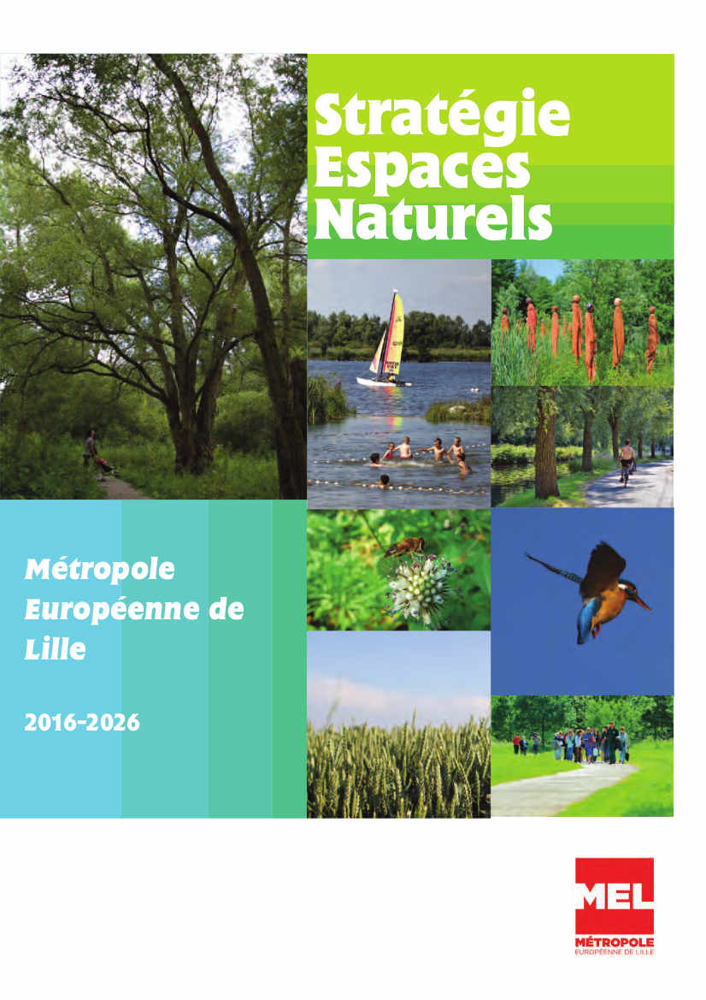 Stratégie
Espaces
Naturels
Métropole
Européenne de
Lille
2016-2026
MEL
MÉTROPOLE
EUROPÉENNE DE LILLE